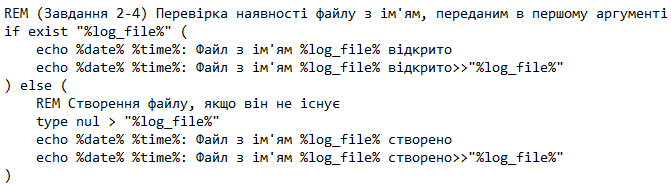 REM (Завдання 2-4) Перевірка наявності файлу з ім'ям, переданим в першому аргументі
if exist "%log_file%" (
    echo %date% %time%: Файл з ім'ям %log_file% відкрито
    echo %date% %time%: Файл з ім'ям %log_file% відкрито>>"%log_file%"
) else (
    REM Створення файлу, якщо він не існує
    type nul > "%log_file%"
    echo %date% %time%: Файл з ім'ям %log_file% створено
    echo %date% %time%: Файл з ім'ям %log_file% створено>>"%log_file%"
)